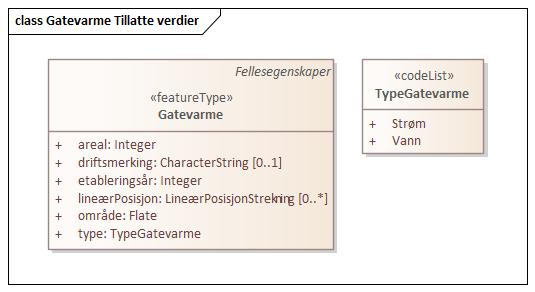 class Gatevarme Tillatte verdier
Fellesegenskaper
«featureType»
Gatevarme
+ areal: Integer
+ driftsmerking: CharacterString [0..1]
+ etableringsår: Integer
+ lineærPosisjon: LineærPosisjonStrekning [0..*]
+ område: Flate
+ type: TypeGatevarme
«codeList»
TypeGatevarme
+ Strøm
+ Vann